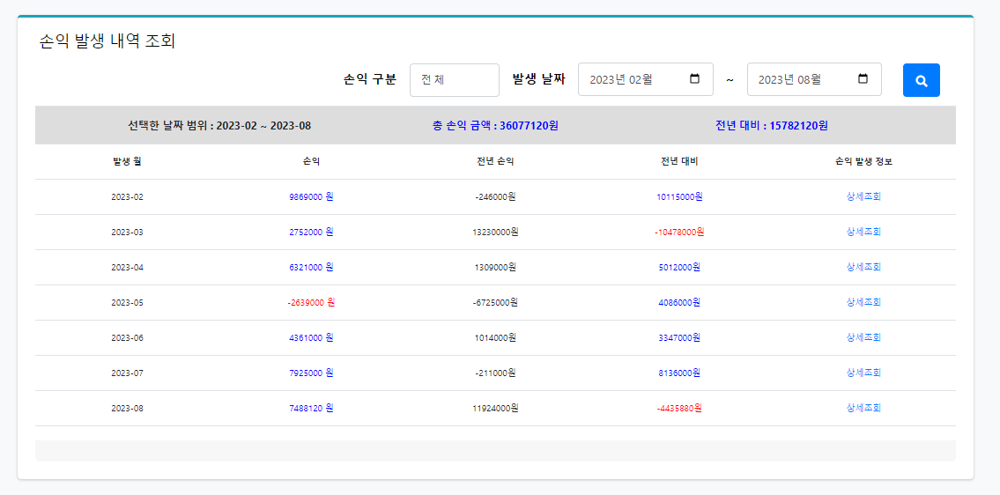 손익 발생 내역 조회
손익 구분 전체 발생 날짜 2023년 02월 ~ 2023년 08월
선택한 날짜 범위 : 2023-02 ~ 2023-08 총 손익 금액 : 36077120원 전년 대비 : 15782120원
발생 월 손익 전년 손익 전년 대비 손익 발생 정보
2023-02 9869000 원 -246000원 10115000원 상세조회
2023-03 2752000 원 13230000원 -10478000원 상세조회
2023-04 6321000 원 1309000원 5012000원 상세조회
2023-05 -2639000 원 -6725000원 4086000원 상세조회
2023-06 4361000 원 1014000원 3347000원 상세조회
2023-07 7925000 원 -211000원 8136000원 상세조회
2023-08 7488120 원 11924000원 -4435880원 상세조회